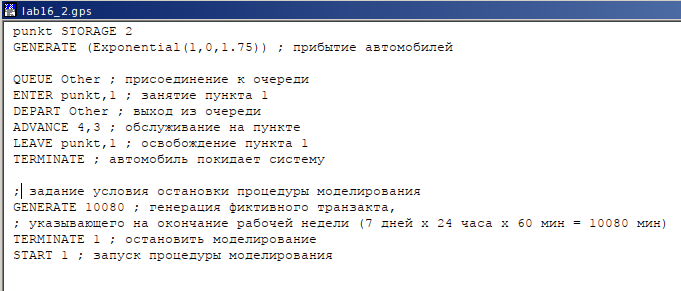 lab16_2.gps
punkt STORAGE 2
GENERATE (Exponential(1,0,1.75)) ; прибытие автомобилей
QUEUE Other ; присоединение к очереди
ENTER punkt,1 ; занятие пункта 1
DEPART Other ; выход из очереди
ADVANCE 4,3 ; обслуживание на пункте
LEAVE punkt,1 ; освобождение пункта 1
TERMINATE ; автомобиль покидает систему
; задание условия остановки процедуры моделирования
GENERATE 10080 ; генерация фиктивного транзакта,
; указывающего на окончание рабочей недели (7 дней x 24 часа x 60 мин = 10080 мин)
TERMINATE 1 ; остановить моделирование
START 1 ; запуск процедуры моделирования